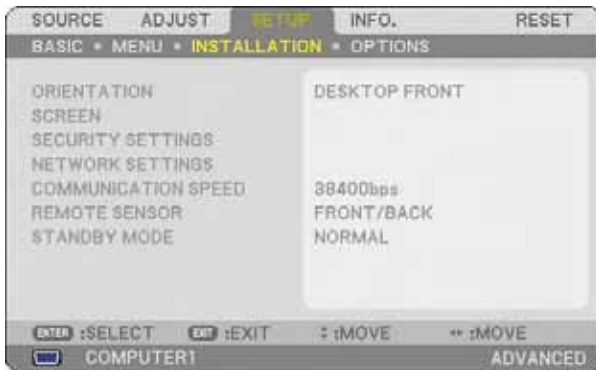 SOURCE ADJUST SETUP INFO. RESET
BASIC • MENU • INSTALLATION • OPTIONS
ORIENTATION DESKTOP FRONT
SCREEN
SECURITY SETTINGS
NETWORK SETTINGS
COMMUNICATION SPEED 38400bps
REMOTE SENSOR FRONT/BACK
STANDBY MODE NORMAL
ENTER :SELECT EXIT :EXIT ↕ :MOVE ↔ :MOVE
COMPUTER1 ADVANCED